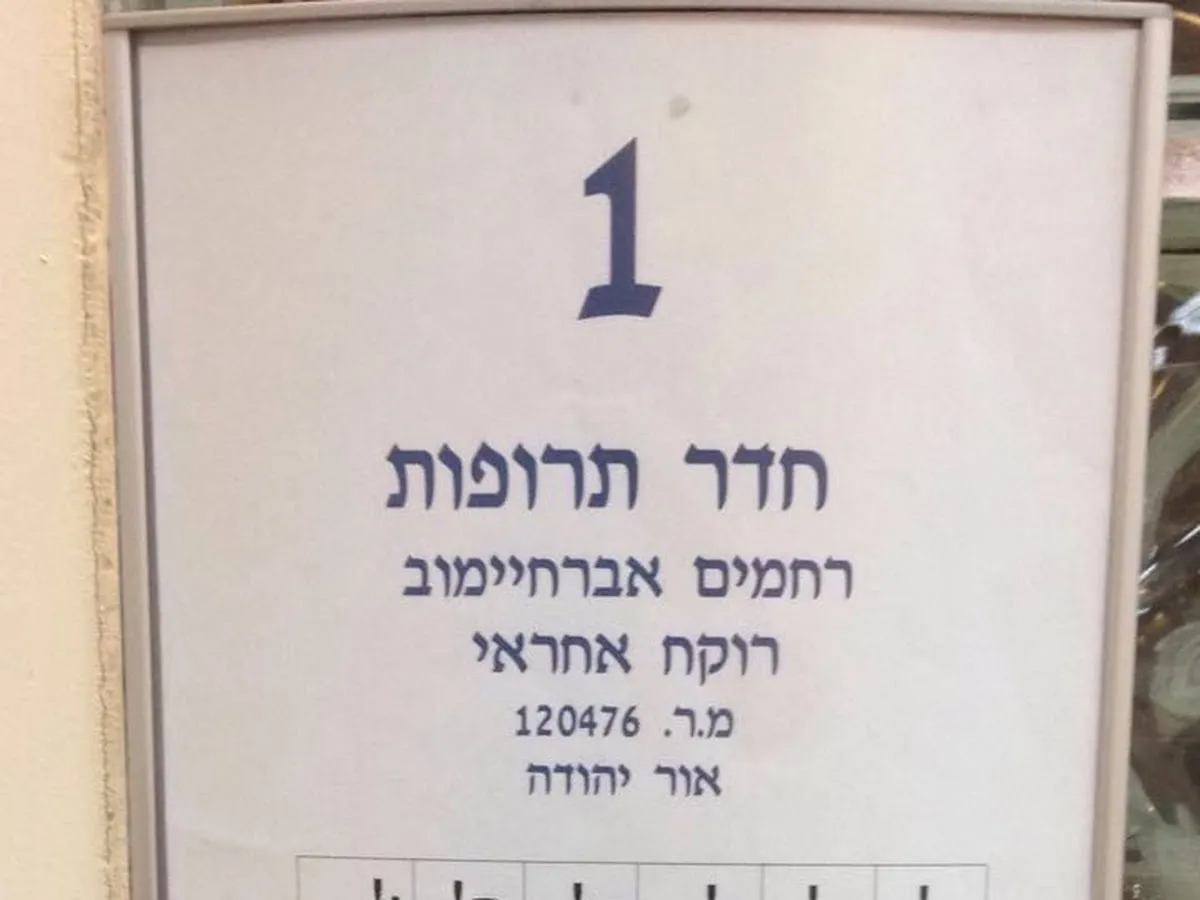 1
חדר תרופות
רחמים אברחיימוב
רוקח אחראי
מ.ר. 120476
אור יהודה